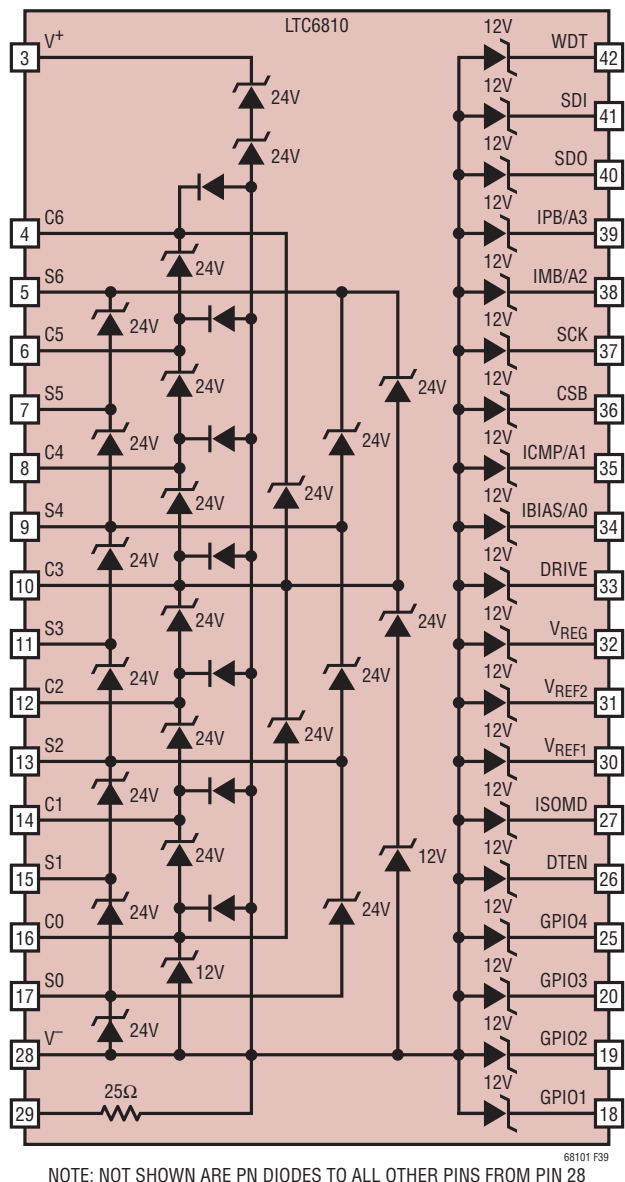 LTC6810
3 V+
24V
24V
4 C6
24V
5 S6
24V
6 C5
24V
24V
7 S5
24V
24V
8 C4
24V
24V
9 S4
24V
10 C3
24V
24V
11 S3
24V
24V
12 C2
24V
24V
13 S2
24V
14 C1
24V
12V
15 S1
24V
24V
16 C0
12V
17 S0
24V
28 V–
25Ω
29
12V WDT 42
12V SDI 41
12V SDO 40
12V IPB/A3 39
12V IMB/A2 38
12V SCK 37
12V CSB 36
12V ICMP/A1 35
12V IBIAS/A0 34
12V DRIVE 33
12V VREG 32
12V VREF2 31
12V VREF1 30
12V ISOMD 27
12V DTEN 26
12V GPIO4 25
12V GPIO3 20
12V GPIO2 19
12V GPIO1 18
68101 F39
NOTE: NOT SHOWN ARE PN DIODES TO ALL OTHER PINS FROM PIN 28